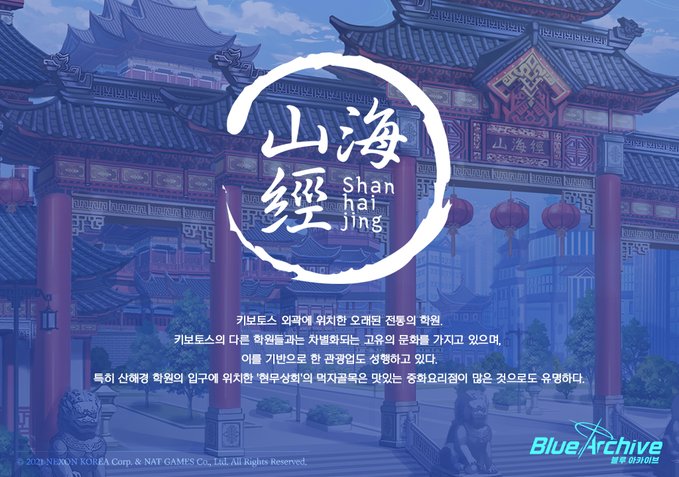 山海
經
Shan
hai
jing
山海經
키보토스 외곽에 위치한 오래된 전통의 학원.
키보토스의 다른 학원들과는 차별화되는 고유의 문화를 가지고 있으며,
이를 기반으로 한 관광업도 성행하고 있다.
특히 산해경 학원의 입구에 위치한 '현무상회'의 먹자골목은 맛있는 중화요리점이 많은 것으로도 유명하다.
Blue Archive
블루 아카이브
© 2021 NEXON KOREA Corp. & NAT GAMES Co., Ltd. All Rights Reserved.